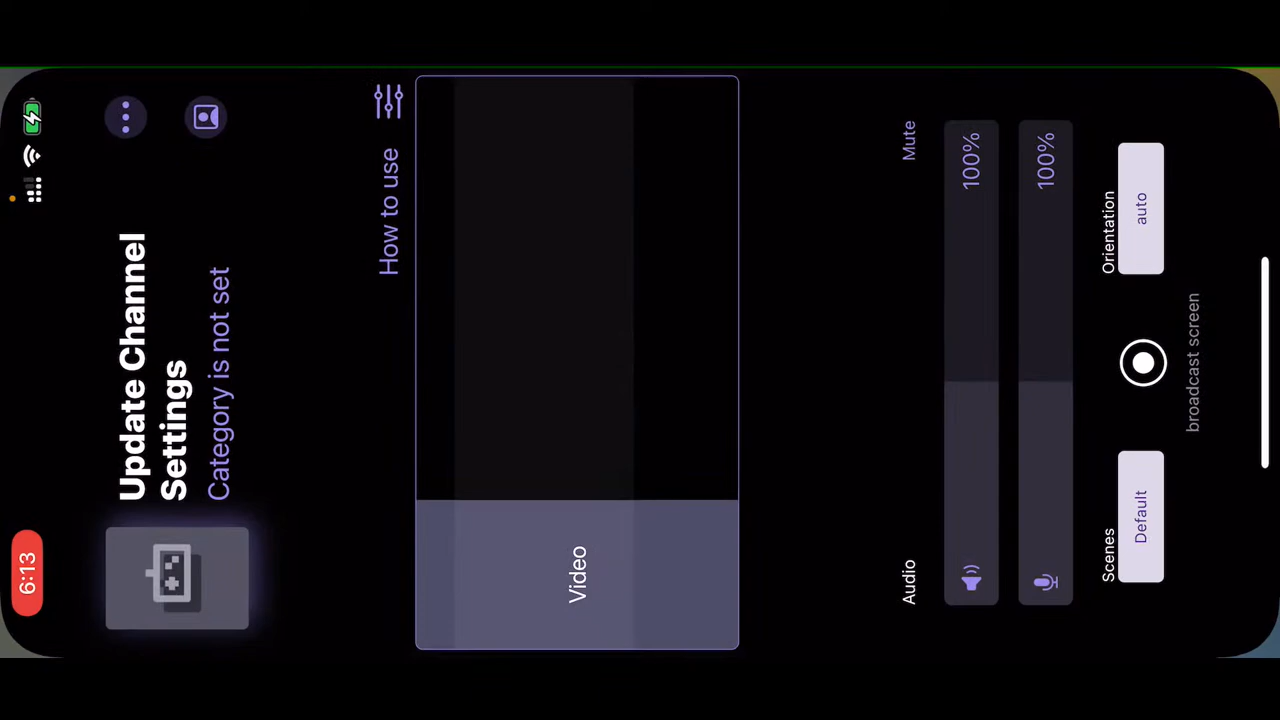 6:13
Update Channel
Settings
Category is not set
How to use
Video
Audio
Mute
100%
100%
Scenes
Orientation
Default
auto
broadcast screen